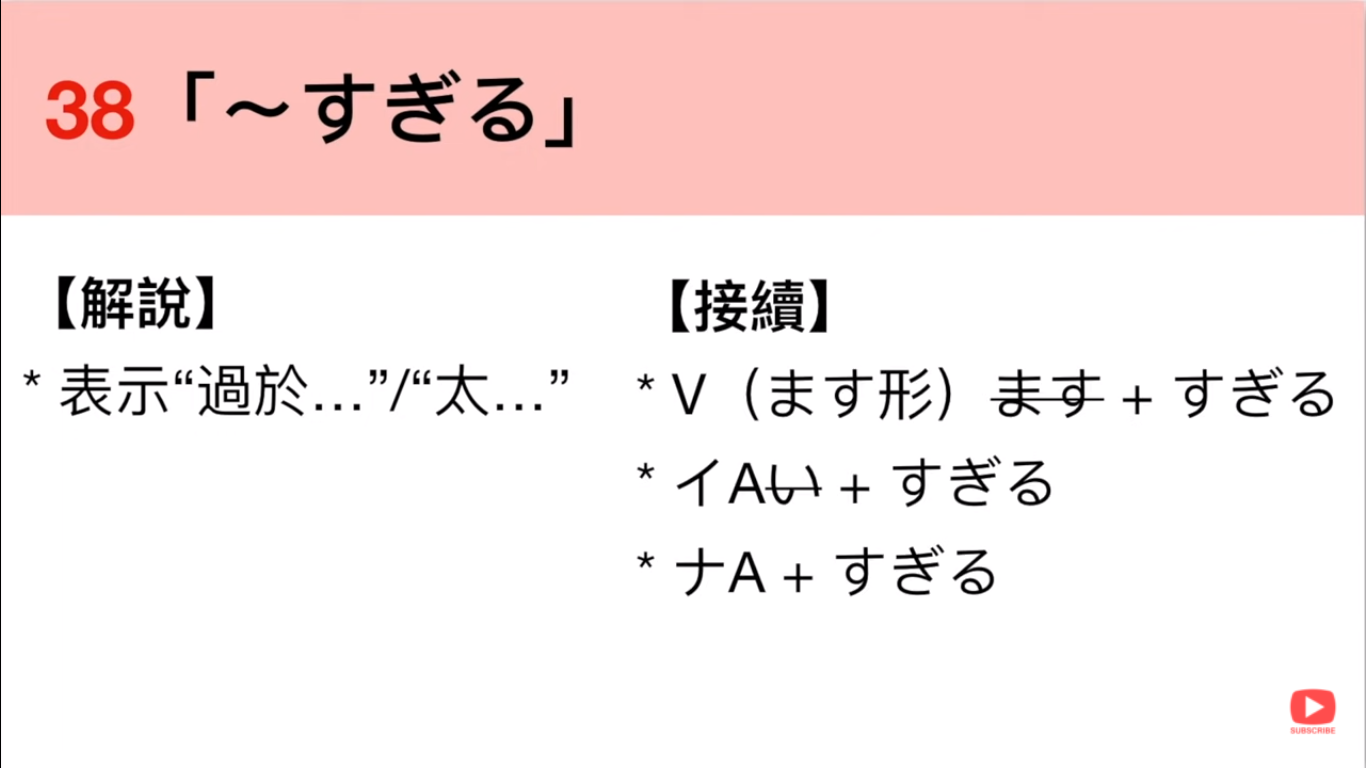 38「～すぎる」
【解說】
* 表示“過於…”/“太…”
【接續】
* V（ます形）ます + すぎる
* イAい + すぎる
* ナA + すぎる
SUBSCRIBE